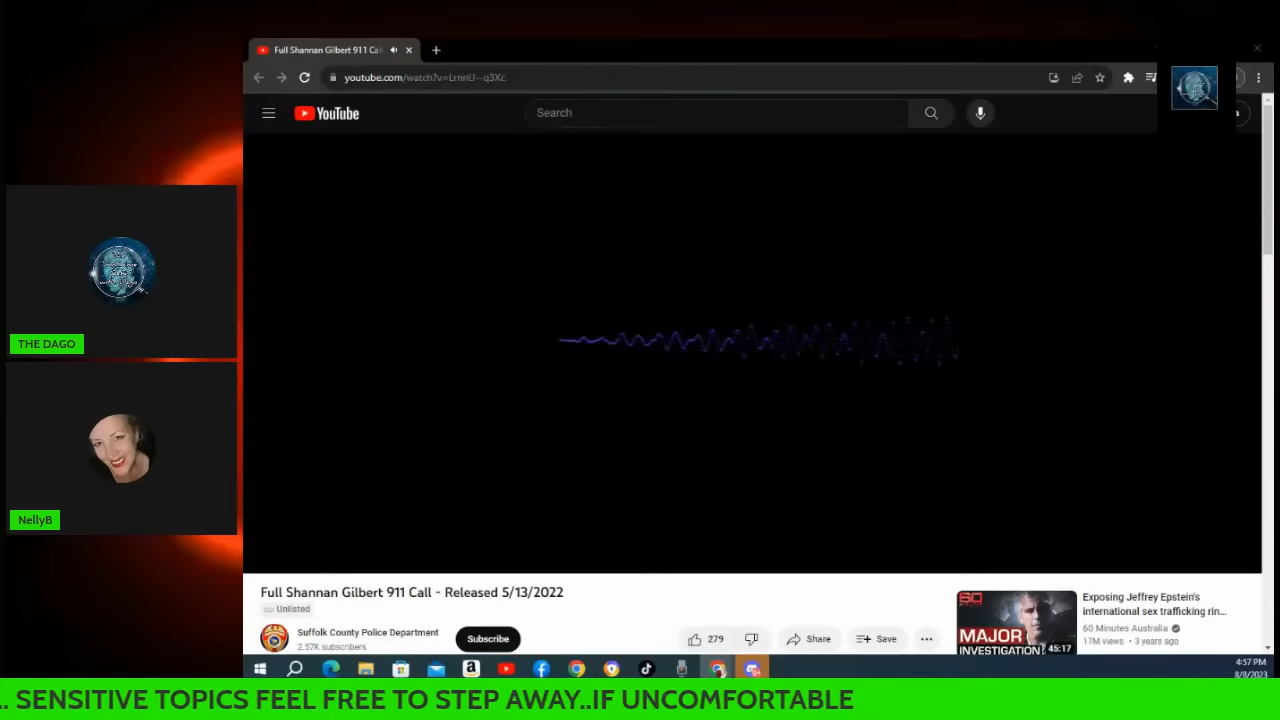 Full Shannan Gilbert 911 Cal
youtube.com/watch?v=LrnnU--q3Xc
YouTube
Search
THE DAGO
NellyB
Full Shannan Gilbert 911 Call - Released 5/13/2022
Unlisted
Suffolk County Police Department
2.57K subscribers
Subscribe
279
Share
Save
60
MAJOR
INVESTIGATION
45:17
Exposing Jeffrey Epstein's
international sex trafficking rin...
60 Minutes Australia
17M views • 3 years ago
4:57 PM
8/8/2023
.. SENSITIVE TOPICS FEEL FREE TO STEP AWAY..IF UNCOMFORTABLE